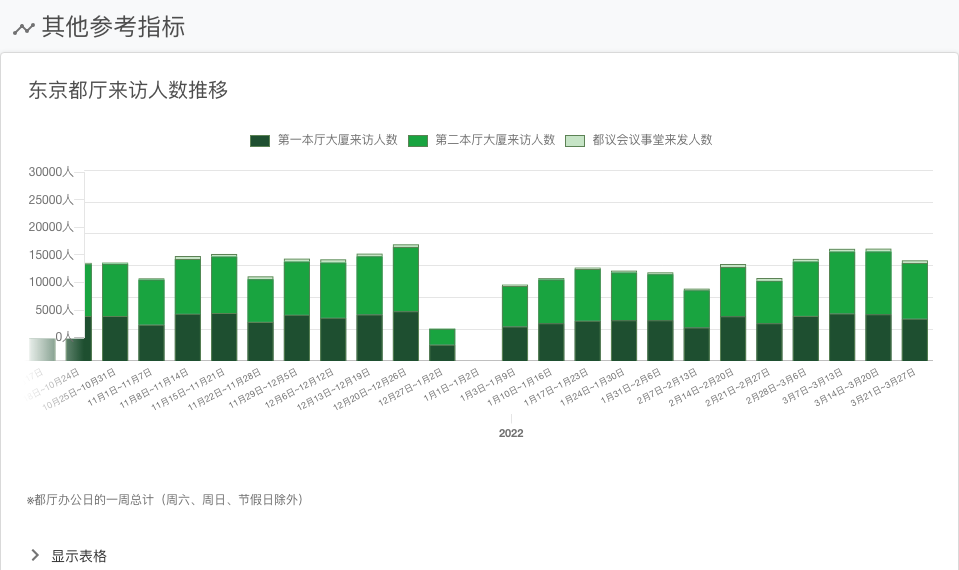 其他参考指标
东京都厅来访人数推移
第一本厅大厦来访人数 第二本厅大厦来访人数 都议会议事堂来发人数
30000人
25000人
20000人
15000人
10000人
5000人
0人
10月25日~10月31日
11月1日~11月7日
11月8日~11月14日
11月15日~11月21日
11月22日~11月28日
11月29日~12月5日
12月6日~12月12日
12月13日~12月19日
12月20日~12月26日
12月27日~1月2日
1月1日~1月2日
1月3日~1月9日
1月10日~1月16日
1月17日~1月23日
1月24日~1月30日
1月31日~2月6日
2月7日~2月13日
2月14日~2月20日
2月21日~2月27日
2月28日~3月6日
3月7日~3月13日
3月14日~3月20日
3月21日~3月27日
2022
※都厅办公日的一周总计（周六、周日、节假日除外）
显示表格